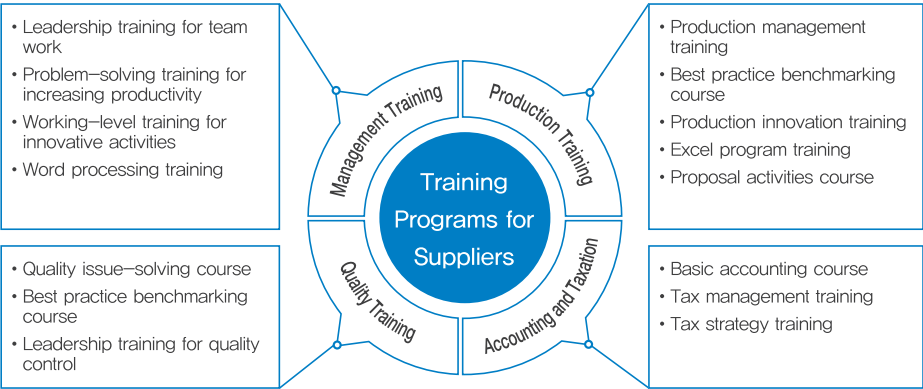 • Leadership training for team
work
• Problem-solving training for
increasing productivity
• Working-level training for
innovative activities
• Word processing training
• Production management
training
• Best practice benchmarking
course
• Production innovation training
• Excel program training
• Proposal activities course
Management Training
Production Training
Training
Programs for
Suppliers
Quality Training
Accounting and Taxation
• Quality issue-solving course
• Best practice benchmarking
course
• Leadership training for quality
control
• Basic accounting course
• Tax management training
• Tax strategy training